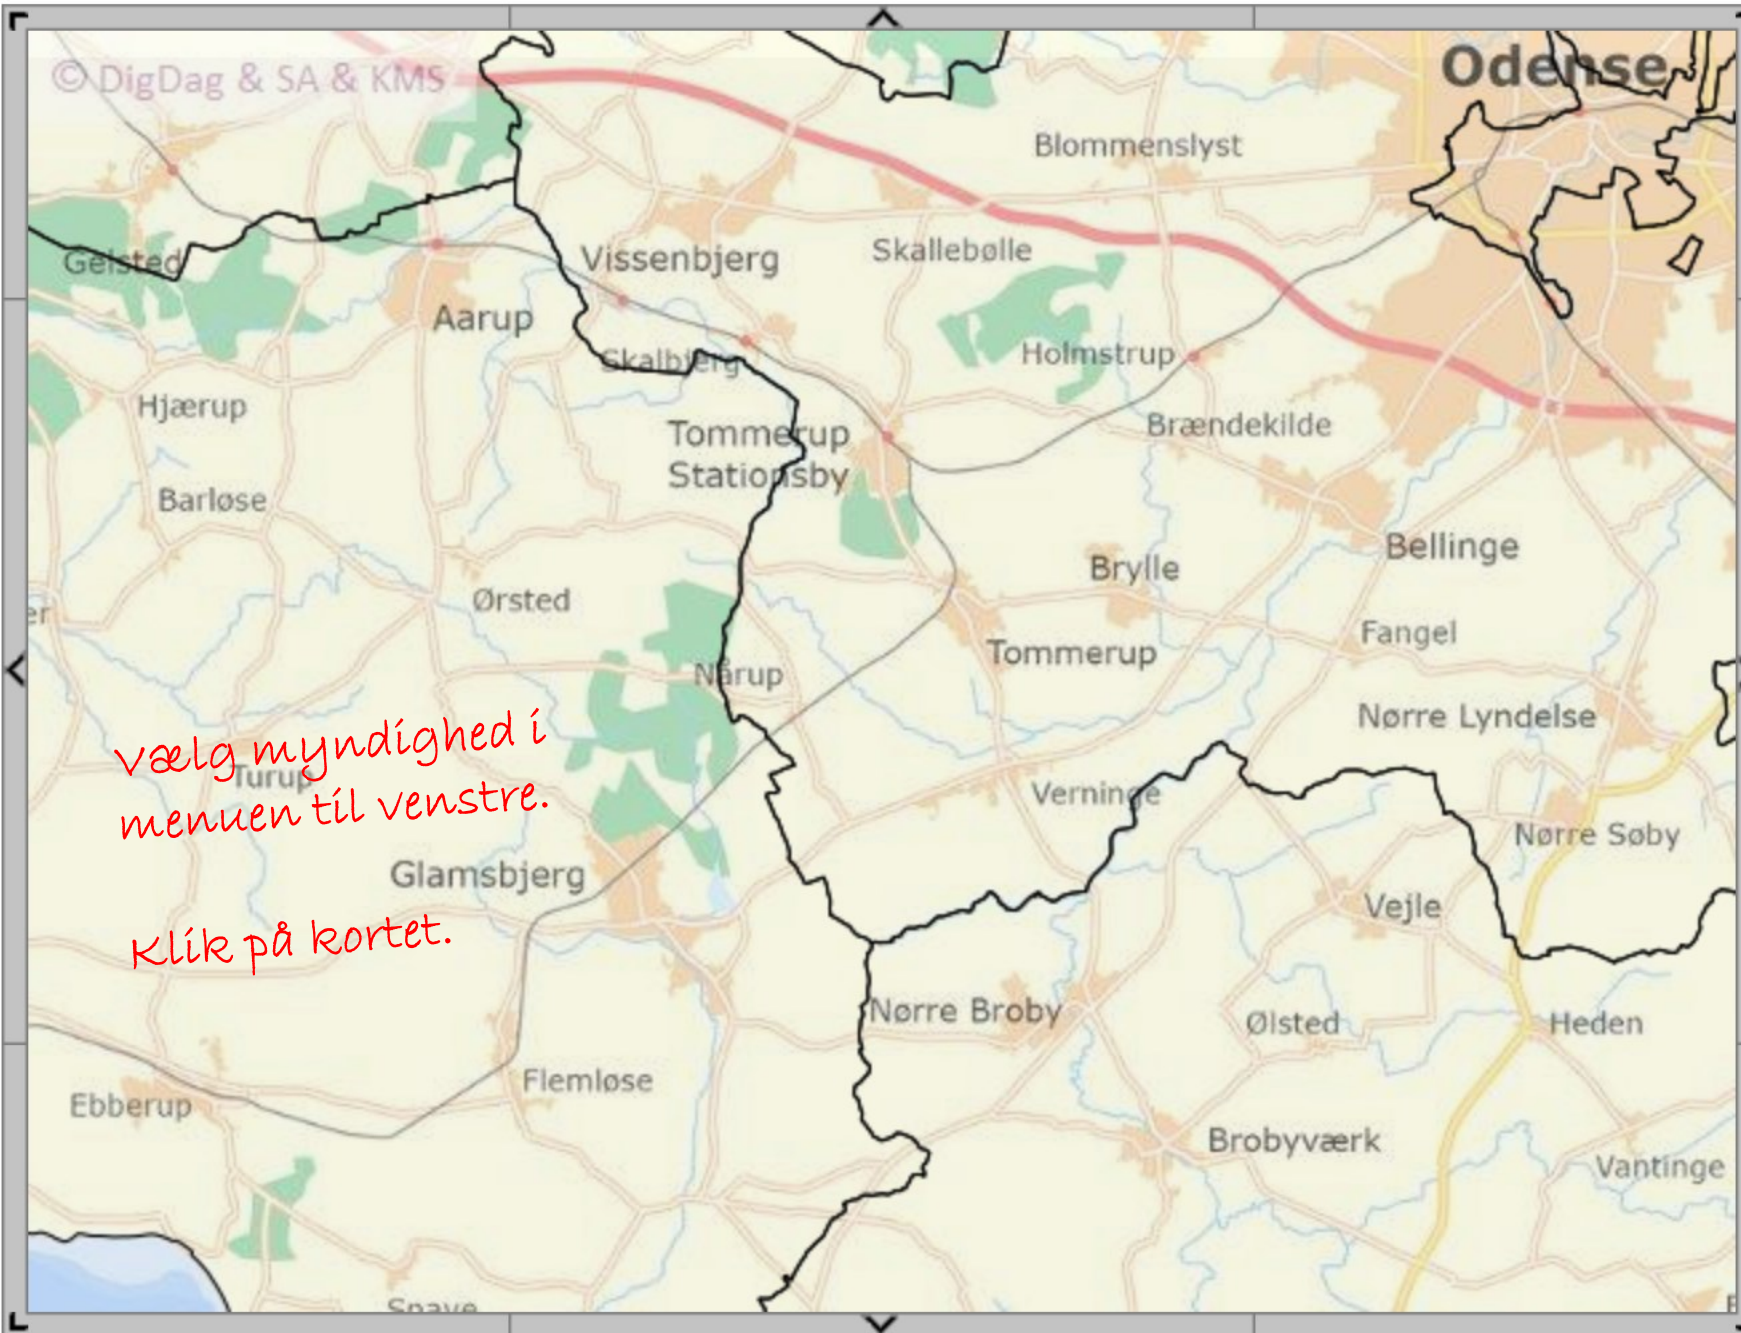 © DigDag & SA & KMS
Odense
Blommenslyst
Gelsted
Vissenbjerg
Skallebølle
Aarup
Skalbjerg
Holmstrup
Hjærup
Tommerup
Stationsby
Brændekilde
Barløse
Bellinge
Brylle
Ørsted
er
Fangel
Tommerup
Nårup
Nørre Lyndelse
Vælg myndighed i
menuen til venstre.
Turup
Verninge
Nørre Søby
Glamsbjerg
Vejle
Klik på kortet.
Nørre Broby
Ølsted
Heden
Flemløse
Ebberup
Brobyværk
Vantinge